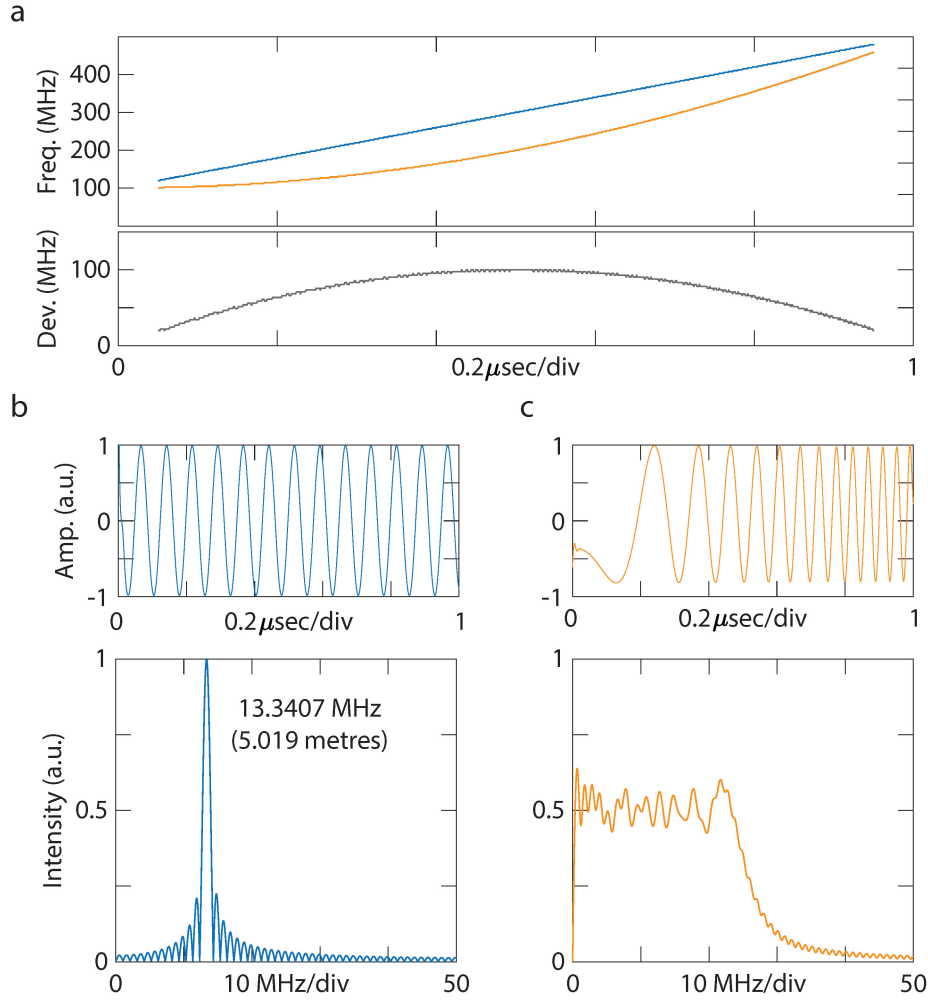 a
Freq. (MHz)
400
300
200
100
Dev. (MHz)
100
0
0
0.2μsec/div
1
b
Amp. (a.u.)
1
0
-1
0
0.2μsec/div
1
c
1
0
-1
0
0.2μsec/div
1
Intensity (a.u.)
1
0.5
0
13.3407 MHz
(5.019 metres)
0
10 MHz/div
50
1
0.5
0
0
10 MHz/div
50